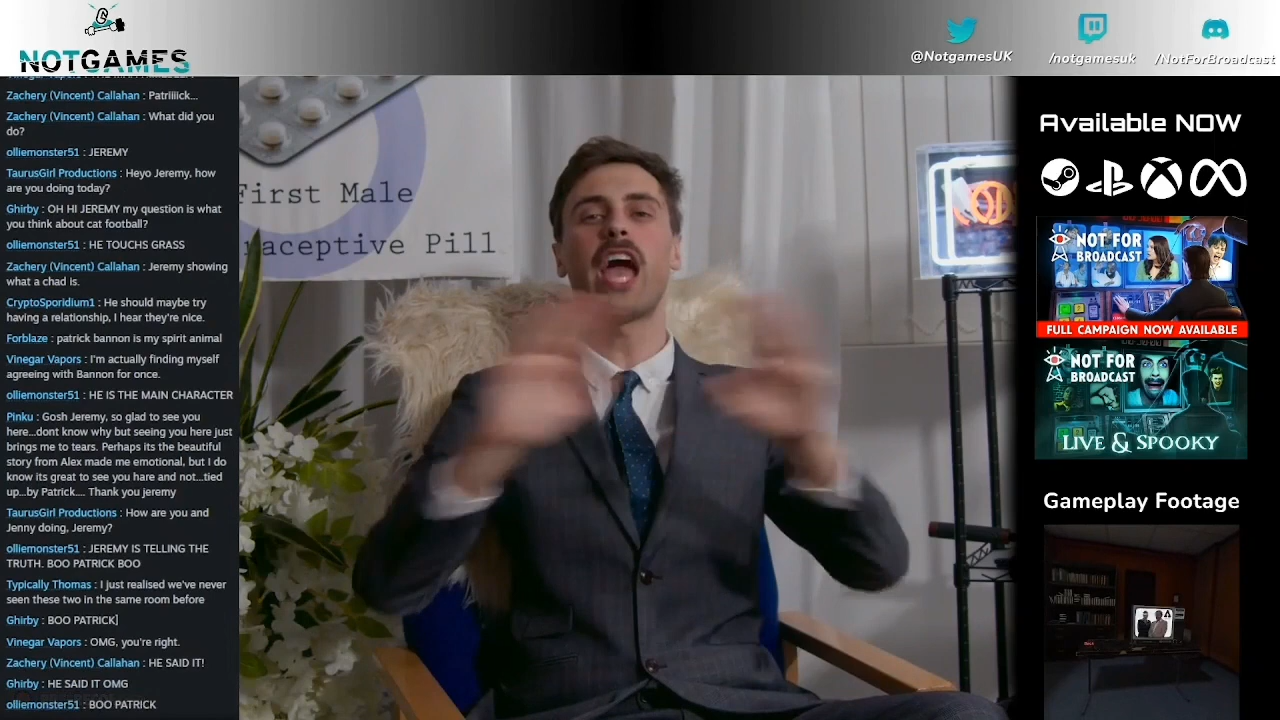 NOTGAMES
@NotgamesUK
/notgamesuk
/NotForBroadcast
Zachery (Vincent) Callahan : Patriiiick...
Zachery (Vincent) Callahan : What did you
do?
olliemonster51 : JEREMY
TaurusGirl Productions : Heyo Jeremy, how
are you doing today?
Ghirby : OH HI JEREMY my question is what
you think about cat football?
olliemonster51 : HE TOUCHS GRASS
Zachery (Vincent) Callahan : Jeremy showing
what a chad is.
CryptoSporidium1 : He should maybe try
having a relationship, I hear they're nice.
Forblaze : patrick bannon is my spirit animal
Vinegar Vapors : I'm actually finding myself
agreeing with Bannon for once.
olliemonster51 : HE IS THE MAIN CHARACTER
Pinku : Gosh Jeremy, so glad to see you
here...dont know why but seeing you here just
brings me to tears. Perhaps its the beautiful
story from Alex made me emotional, but I do
know its great to see you hare and not...tied
up...by Patrick.... Thank you jeremy
TaurusGirl Productions : How are you and
Jenny doing, Jeremy?
olliemonster51 : JEREMY IS TELLING THE
TRUTH. BOO PATRICK BOO
Typically Thomas : I just realised we've never
seen these two in the same room before
Ghirby : BOO PATRICK]
Vinegar Vapors : OMG, you're right.
Zachery (Vincent) Callahan : HE SAID IT!
Ghirby : HE SAID IT OMG
olliemonster51 : BOO PATRICK
First Male
raceptive Pill
Available NOW
NOT FOR
BROADCAST
FULL CAMPAIGN NOW AVAILABLE
NOT FOR
BROADCAST
LIVE & SPOOKY
Gameplay Footage